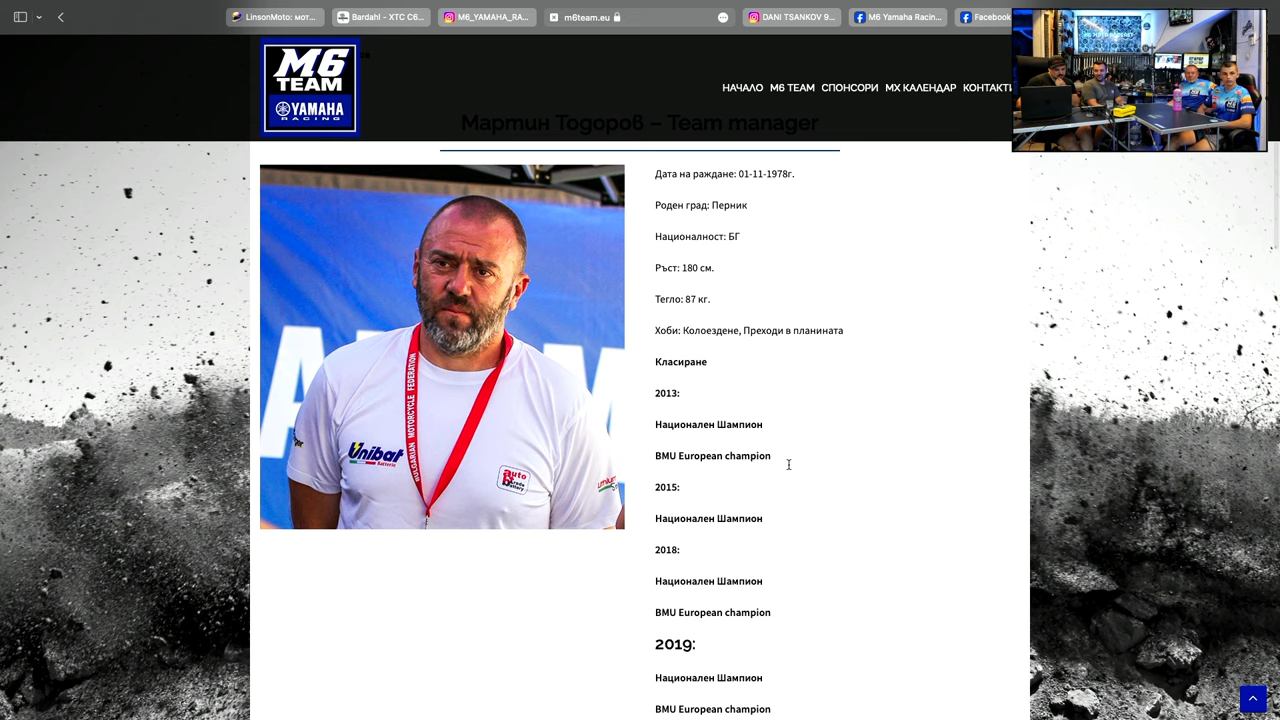 LinsonMoto: мот...
Bardahl - XTC C6...
M6_YAMAHA_RA...
m6team.eu
DANI TSANKOV 9...
M6 Yamaha Racin...
Facebook
M6
TEAM
YAMAHA
RACING
НАЧАЛО М6 TEAM СПОНСОРИ МХ КАЛЕНДАР КОНТАКТИ
Мартин Тодоров – Team manager
Дата на раждане: 01-11-1978г.
Роден град: Перник
Националност: БГ
Ръст: 180 см.
Тегло: 87 кг.
Хоби: Колоездене, Преходи в планината
Класиране
2013:
Национален Шампион
BMU European champion
2015:
Национален Шампион
2018:
Национален Шампион
BMU European champion
2019:
Национален Шампион
BMU European champion
BULGARIAN MOTORCYCLE FEDERATION
Unibat